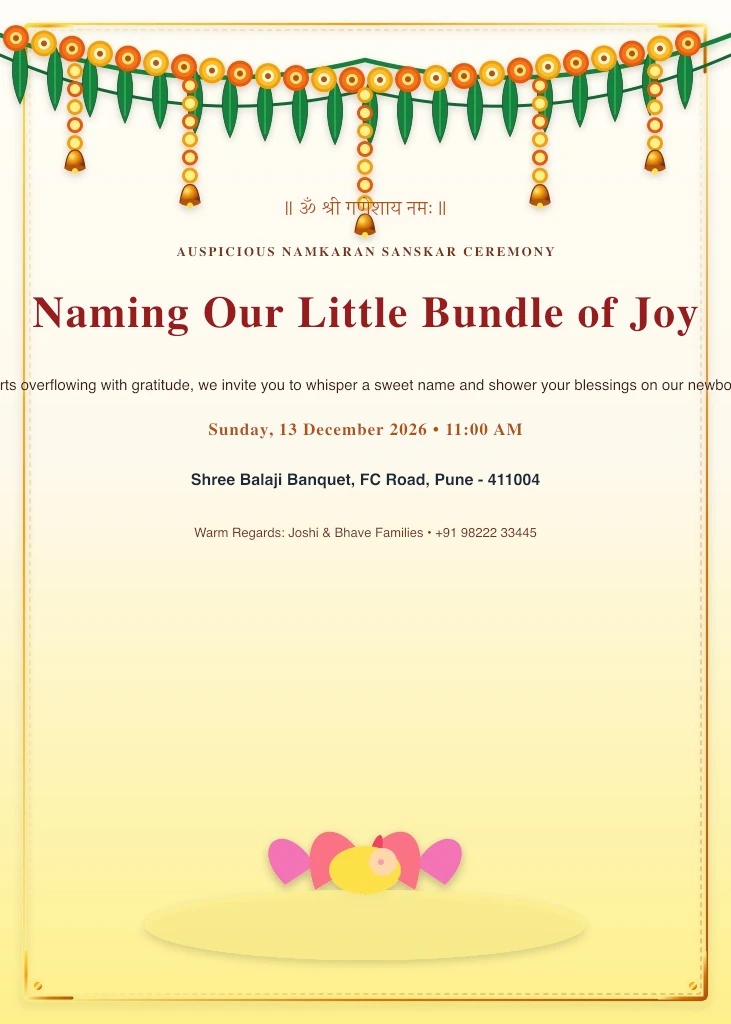 ॥ ॐ श्री गणेशाय नमः ॥
AUSPICIOUS NAMKARAN SANSKAR CEREMONY
Naming Our Little Bundle of Joy
overflowing with gratitude, we invite you to whisper a sweet name and shower your blessings on our
Sunday, 13 December 2026 • 11:00 AM
Shree Balaji Banquet, FC Road, Pune - 411004
Warm Regards: Joshi & Bhave Families • +91 98222 33445